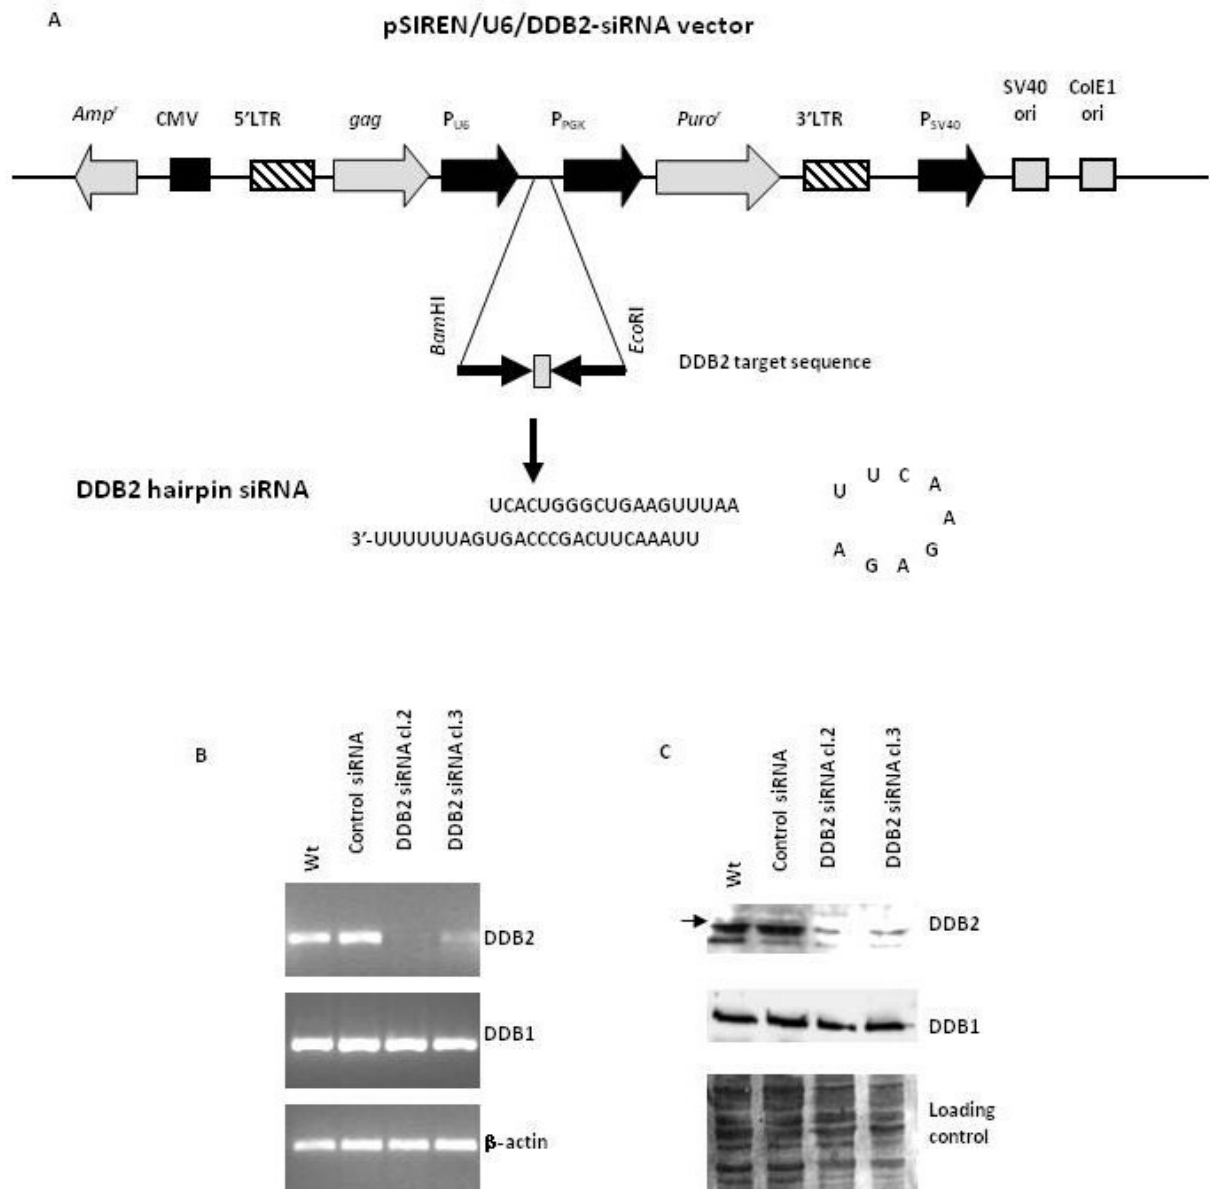 A
pSIREN/U6/DDB2-siRNA vector
Ampʳ CMV 5'LTR gag P_U6 P_PGK Puroʳ 3'LTR P_SV40 SV40 ori ColE1 ori
BamHI
EcoRI
DDB2 target sequence
DDB2 hairpin siRNA
UCACUGGGCUGAAGUUUAA
3'-UUUUUUAGUGACCCGACUUCAAAUU
U U C A A G A G A
B
Wt
Control siRNA
DDB2 siRNA cl.2
DDB2 siRNA cl.3
DDB2
DDB1
β-actin
C
Wt
Control siRNA
DDB2 siRNA cl.2
DDB2 siRNA cl.3
DDB2
DDB1
Loading
control